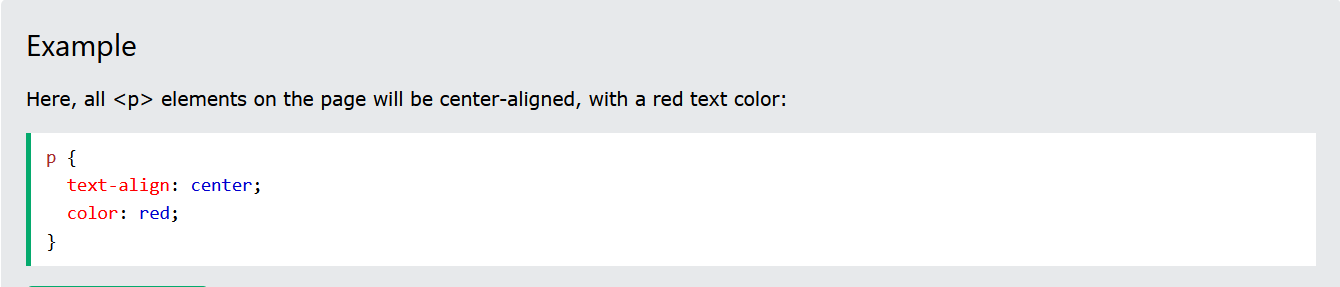 Example
Here, all <p> elements on the page will be center-aligned, with a red text color:
p {
  text-align: center;
  color: red;
}